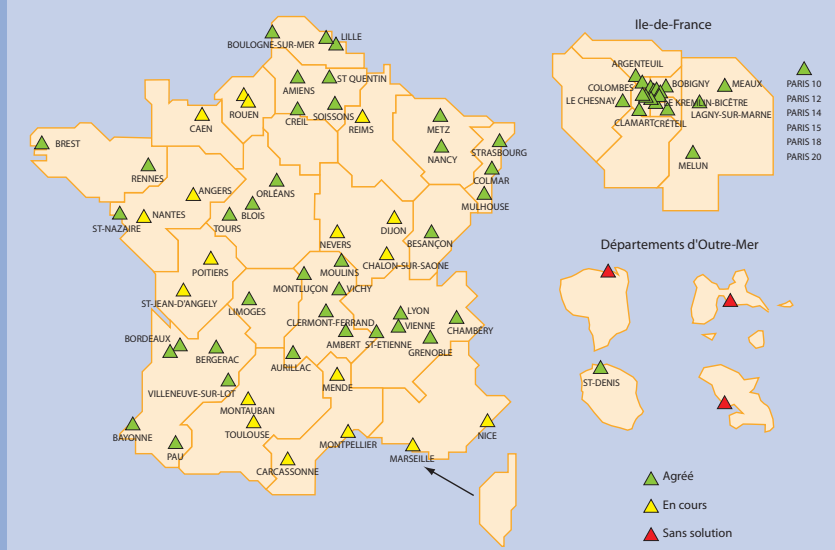 Ile-de-France
LILLE
BOULOGNE-SUR-MER
ARGENTEUIL
ST QUENTIN
AMIENS
COLOMBES
BOBIGNY
MEAUX
PARIS 10
LE CHESNAY
LE KREMLIN-BICÊTRE
PARIS 12
ROUEN
CREIL
SOISSONS
REIMS
LAGNY-SUR-MARNE
PARIS 14
CAEN
METZ
CLAMART
CRÉTEIL
PARIS 15
BREST
NANCY
STRASBOURG
PARIS 18
RENNES
PARIS 20
MELUN
COLMAR
ANGERS
ORLÉANS
MULHOUSE
NANTES
BLOIS
ST-NAZAIRE
TOURS
DIJON
NEVERS
BESANÇON
Départements d'Outre-Mer
CHALON-SUR-SAONE
POITIERS
MOULINS
MONTLUÇON
VICHY
ST-JEAN-D'ANGELY
LIMOGES
LYON
CLERMONT-FERRAND
VIENNE
CHAMBÉRY
BORDEAUX
AMBERT
ST-ETIENNE
GRENOBLE
BERGERAC
AURILLAC
ST-DENIS
MENDE
VILLENEUVE-SUR-LOT
MONTAUBAN
TOULOUSE
NICE
BAYONNE
MONTPELLIER
PAU
MARSEILLE
CARCASSONNE
Agréé
En cours
Sans solution